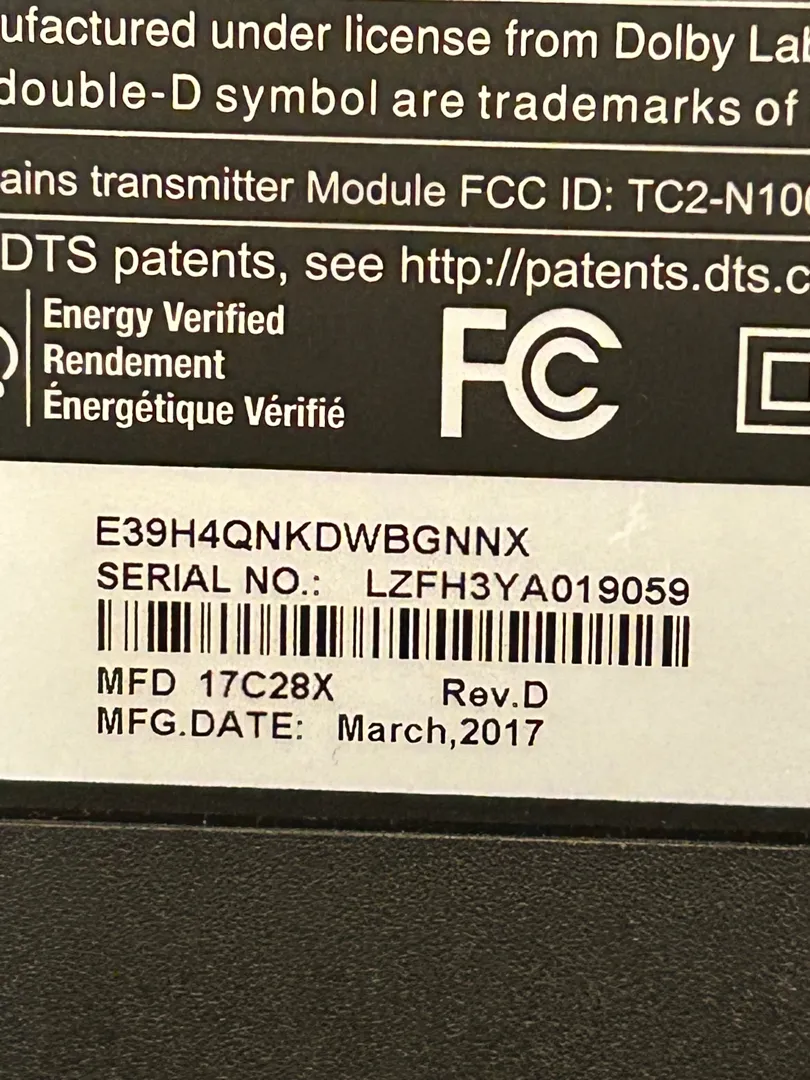 ufactured under license from Dolby Lab
double-D symbol are trademarks of
ains transmitter Module FCC ID: TC2-N100
DTS patents, see http://patents.dts.c
Energy Verified
Rendement
Énergétique Vérifié
FC
E39H4QNKDWBGNNX
SERIAL NO.: LZFH3YA019059
MFD 17C28X Rev.D
MFG.DATE: March,2017